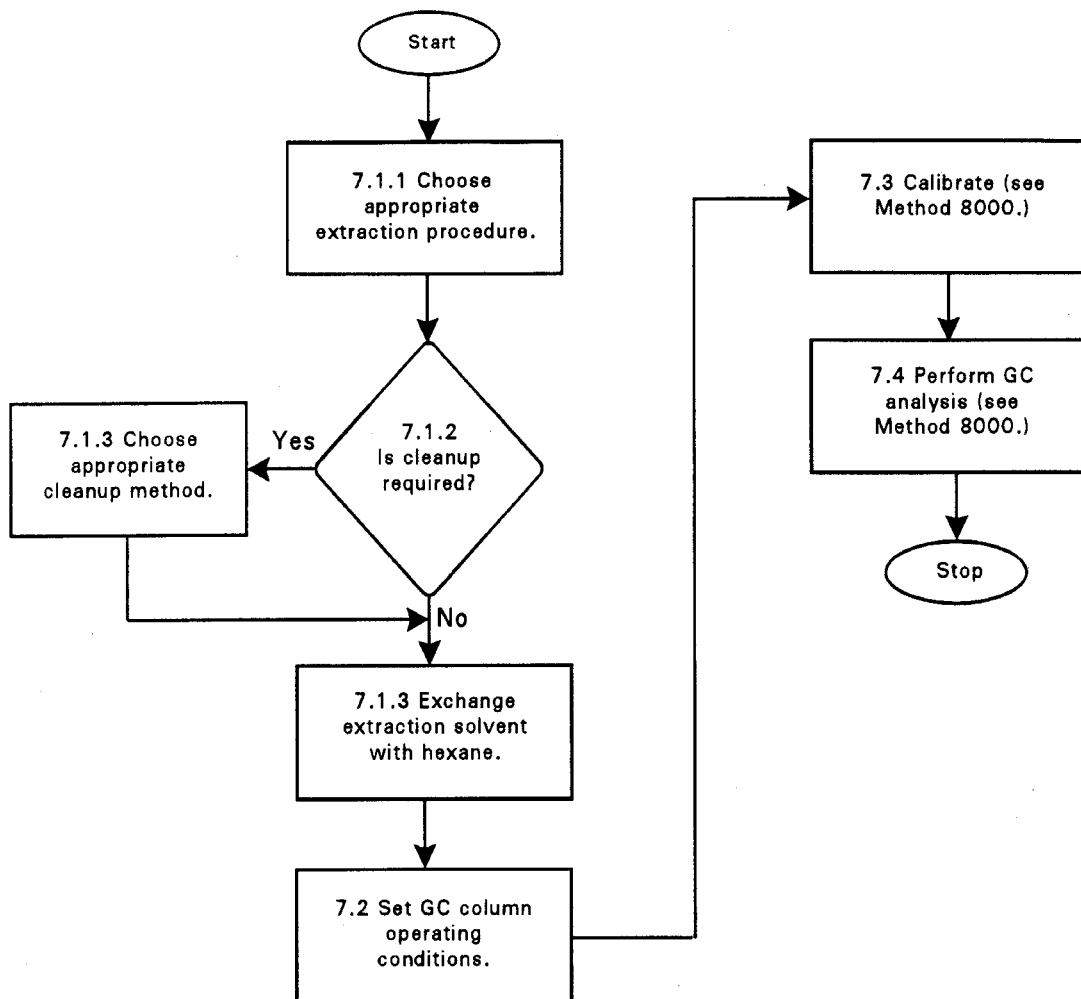 Start
7.1.1 Choose
appropriate
extraction procedure.
7.1.2
Is cleanup
required?
Yes
7.1.3 Choose
appropriate
cleanup method.
No
7.1.3 Exchange
extraction solvent
with hexane.
7.2 Set GC column
operating
conditions.
7.3 Calibrate (see
Method 8000.)
7.4 Perform GC
analysis (see
Method 8000.)
Stop